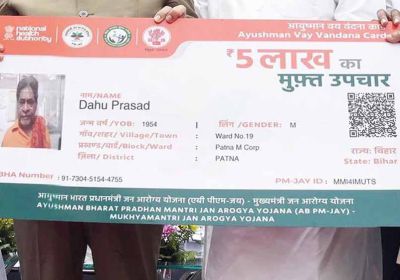 national health authority
आयुष्मान वय वंदना कार्ड
Ayushman Vay Vandana Card
₹5 लाख का
मुफ़्त उपचार
नाम/NAME
Dahu Prasad
जन्म वर्ष /YOB: 1954 लिंग /GENDER: M
गाँव/शहर/ Village/Town : Ward No.19
प्रखण्ड/वार्ड/Block/Ward : Patna M Corp
ज़िला/ District : PATNA
राज्य: बिहार
State: Bihar
BHA Number : 91-7304-5154-4755 PM-JAY ID : MMI4IMUTS
आयुष्मान भारत प्रधानमंत्री जन आरोग्य योजना (एबी पीएम-जय) - मुख्यमंत्री जन आरोग्य योजना
AYUSHMAN BHARAT PRADHAN MANTRI JAN AROGYA YOJANA (AB PM-JAY) -
MUKHYAMANTRI JAN AROGYA YOJANA